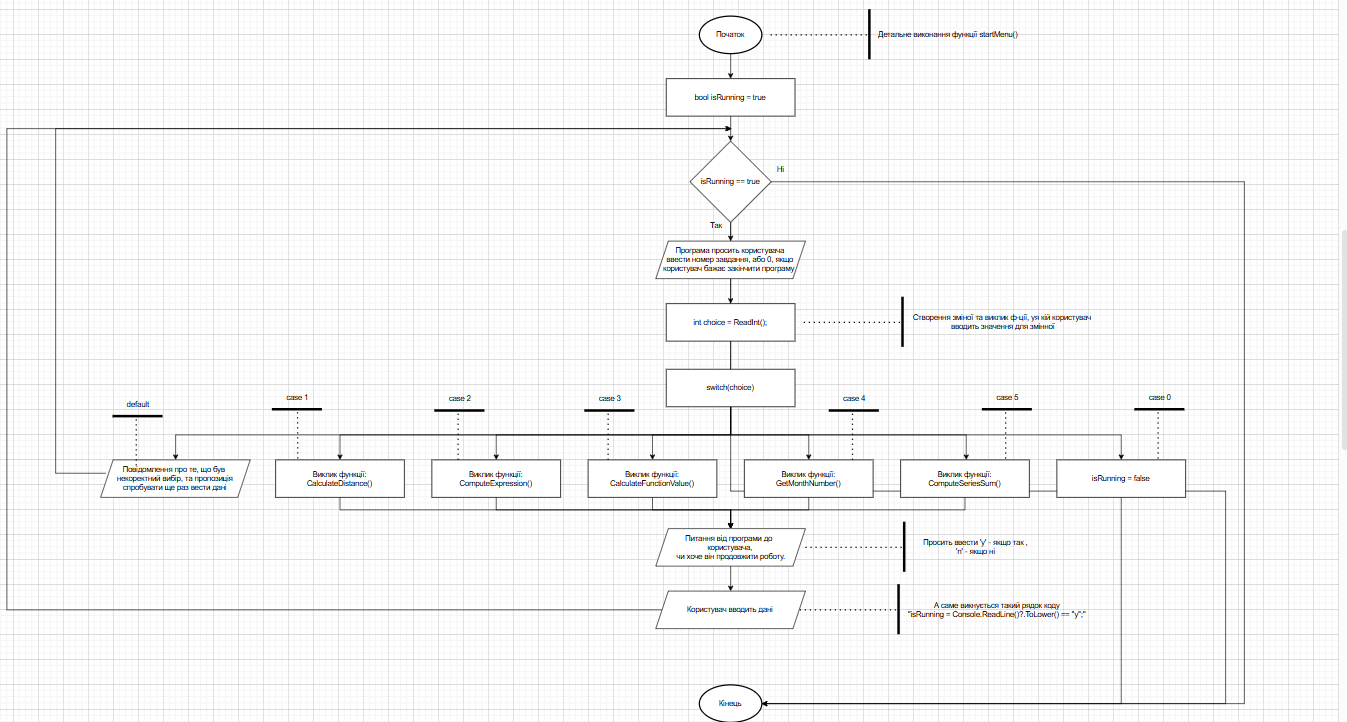 Початок
Детальне виконання функції startMenu()
bool isRunning = true
isRunning == true
Ні
Так
Програма просить користувача
ввести номер завдання, або 0, якщо
користувач бажає закінчити програму
int choice = ReadInt();
Створення зміної та виклик ф-ції, уя кій користувач
вводить значення для змінної
switch(choice)
default
case 1
case 2
case 3
case 4
case 5
case 0
Повідомлення про те, що був
некоректний вибір, та пропозиція
спробувати ще раз вести дані
Виклик функції:
CalculateDistance()
Виклик функції:
ComputeExpression()
Виклик функції:
CalculateFunctionValue()
Виклик функції:
GetMonthNumber()
Виклик функції:
ComputeSeriesSum()
isRunning = false
Питання від програми до
користувача,
чи хоче він продовжити роботу.
Просить ввести 'y' - якщо так ,
'n' - якщо ні
Користувач вводить дані
А саме викнується такий рядок коду
"isRunning = Console.ReadLine()?.ToLower() == "y";"
Кінець